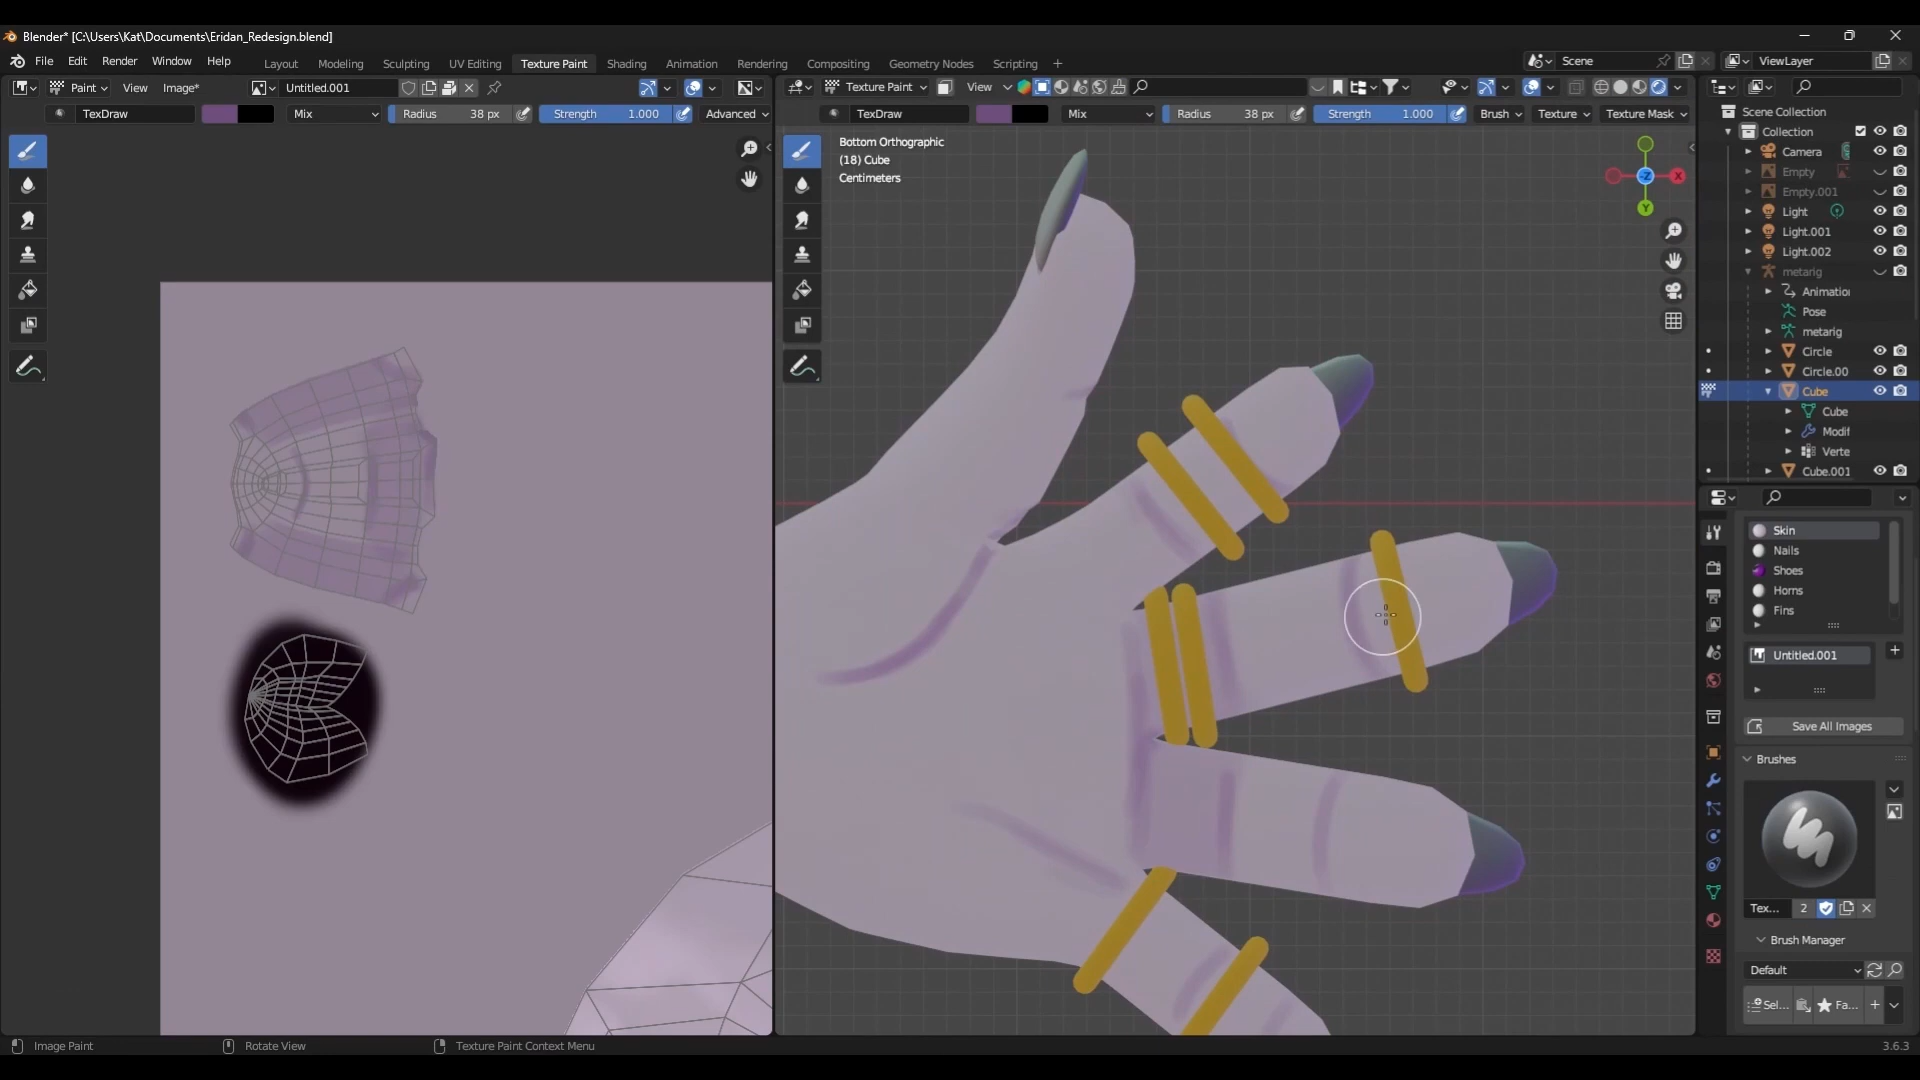 Blender* [C:\Users\Kat\Documents\Eridan_Redesign.blend]
File Edit Render Window Help
Layout Modeling Sculpting UV Editing Texture Paint Shading Animation Rendering Compositing Geometry Nodes Scripting +
Scene
ViewLayer
Paint View Image* Untitled.001
Texture Paint View
TexDraw Mix Radius 38 px Strength 1.000 Advanced
TexDraw Mix Radius 38 px Strength 1.000 Brush Texture Texture Mask
Bottom Orthographic
(18) Cube
Centimeters
-Z
X
Y
Scene Collection
Collection
Camera
Empty
Empty.001
Light
Light.001
Light.002
metarig
Animatio
Pose
metarig
Circle
Circle.00
Cube
Cube
Modif
Verte
Cube.001
Skin
Nails
Shoes
Horns
Fins
Untitled.001
Save All Images
Brushes
Tex... 2
Brush Manager
Default
Sel... Fa...
Image Paint Rotate View Texture Paint Context Menu 3.6.3